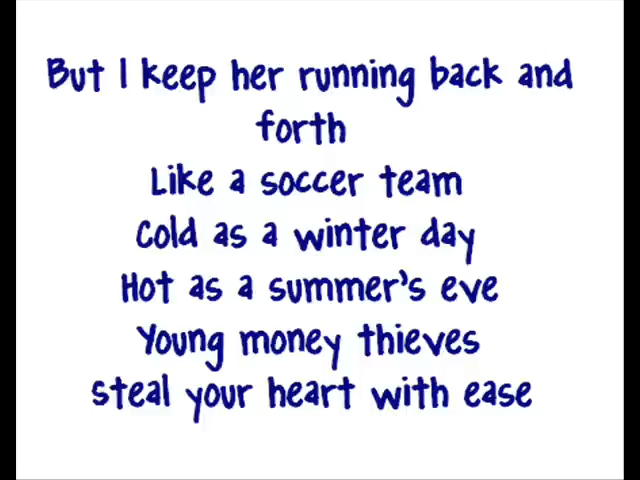 But I keep her running back and
forth
Like a soccer team
Cold as a winter day
Hot as a summer's eve
Young money thieves
steal your heart with ease